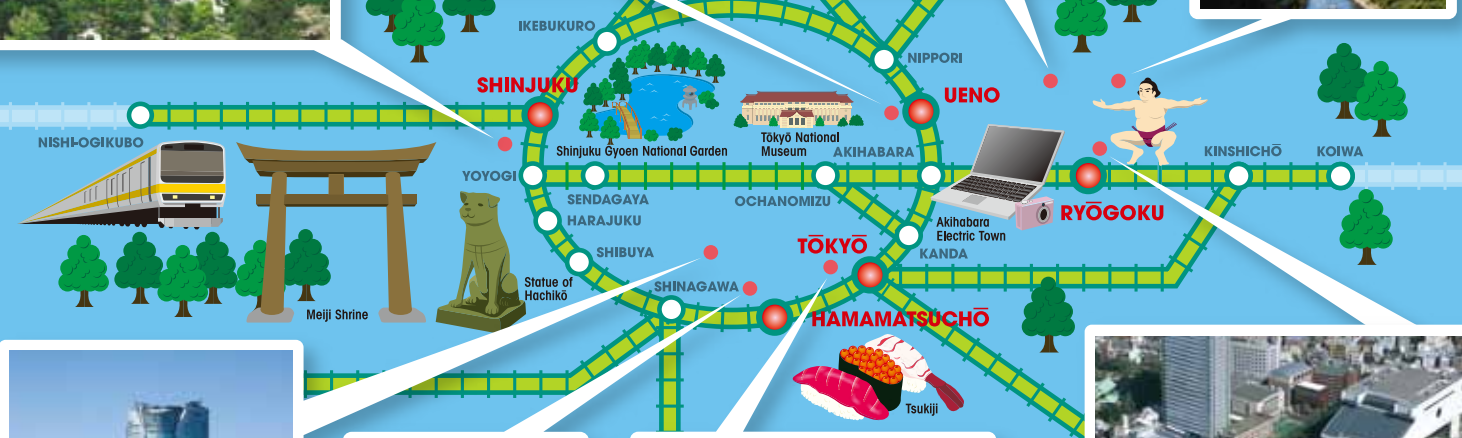 IKEBUKURO
NIPPORI
SHINJUKU
UENO
NISHI-OGIKUBO
Shinjuku Gyoen National Garden
Tōkyō National
Museum
AKIHABARA
KINSHICHŌ
KOIWA
YOYOGI
SENDAGAYA
OCHANOMIZU
HARAJUKU
RYŌGOKU
Akihabara
Electric Town
SHIBUYA
TŌKYŌ
KANDA
Statue of
Hachikō
SHINAGAWA
Meiji Shrine
HAMAMATSUCHŌ
Tsukiji